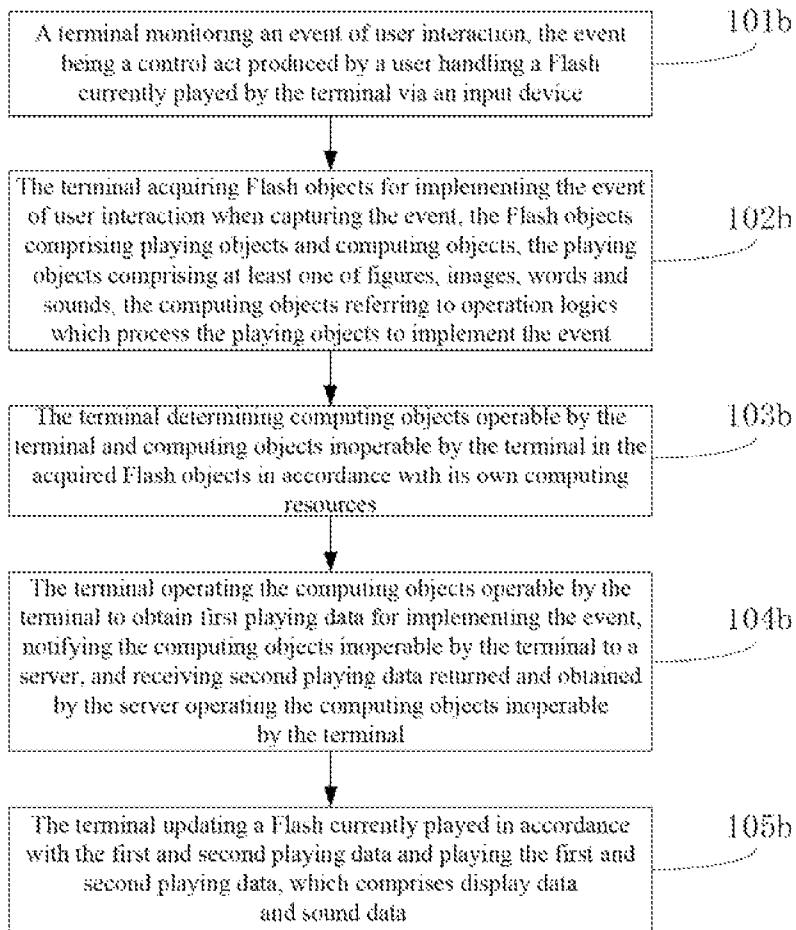 A terminal monitoring an event of user interaction, the event
being a control act produced by a user handling a Flash
currently played by the terminal via an input device
101b
The terminal acquiring Flash objects for implementing the event
of user interaction when capturing the event, the Flash objects
comprising playing objects and computing objects, the playing
objects comprising at least one of figures, images, words and
sounds, the computing objects referring to operation logics
which process the playing objects to implement the event
102b
The terminal determining computing objects operable by the
terminal and computing objects inoperable by the terminal in the
acquired Flash objects in accordance with its own computing
resources
103b
The terminal operating the computing objects operable by the
terminal to obtain first playing data for implementing the event,
notifying the computing objects inoperable by the terminal to a
server, and receiving second playing data returned and obtained
by the server operating the computing objects inoperable
by the terminal
104b
The terminal updating a Flash currently played in accordance
with the first and second playing data and playing the first and
second playing data, which comprises display data
and sound data
105b